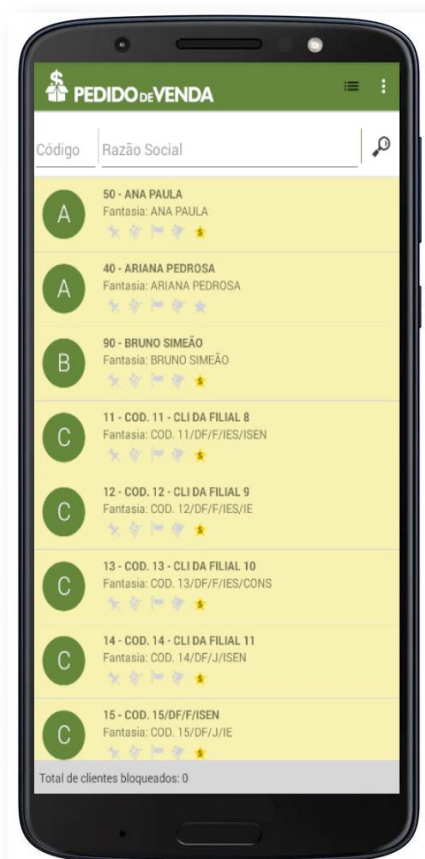 PEDIDO DE VENDA
Código Razão Social
A
50 - ANA PAULA
Fantasia: ANA PAULA
A
40 - ARIANA PEDROSA
Fantasia: ARIANA PEDROSA
B
90 - BRUNO SIMEÃO
Fantasia: BRUNO SIMEÃO
C
11 - COD. 11 - CLI DA FILIAL 8
Fantasia: COD. 11/DF/F/IES/ISEN
C
12 - COD. 12 - CLI DA FILIAL 9
Fantasia: COD. 12/DF/F/IES/IE
C
13 - COD. 13 - CLI DA FILIAL 10
Fantasia: COD. 13/DF/F/IES/CONS
C
14 - COD. 14 - CLI DA FILIAL 11
Fantasia: COD. 14/DF/J/ISEN
C
15 - COD. 15/DF/F/ISEN
Fantasia: COD. 15/DF/J/IE
Total de clientes bloqueados: 0